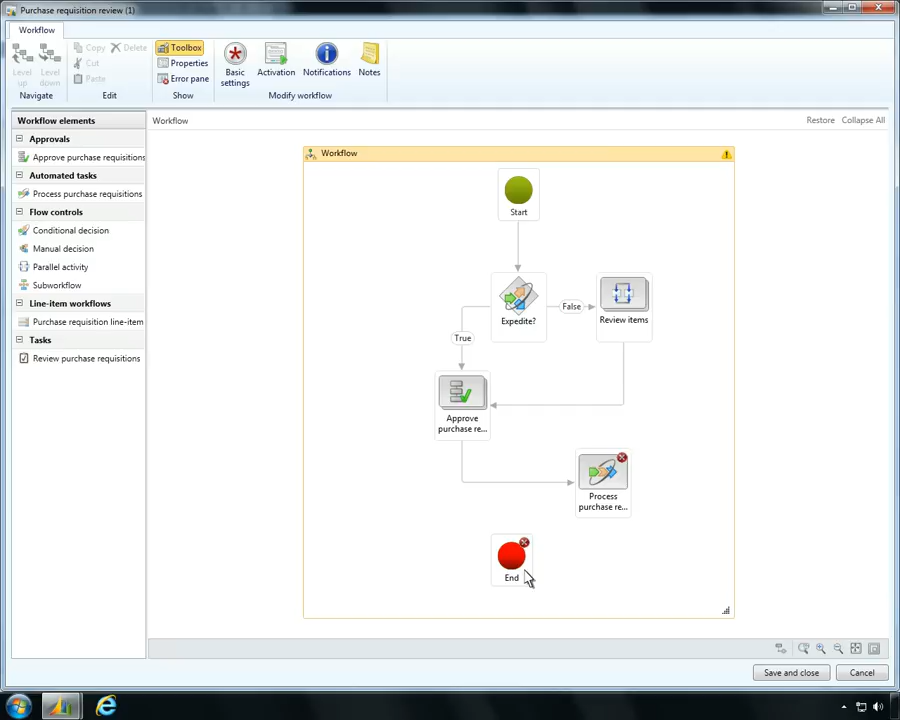 Purchase requisition review (1)
Workflow
Level up
Level down
Navigate
Copy
Delete
Cut
Paste
Edit
Toolbox
Properties
Error pane
Show
Basic settings
Activation
Notifications
Notes
Modify workflow
Workflow elements
Approvals
Approve purchase requisitions
Automated tasks
Process purchase requisitions
Flow controls
Conditional decision
Manual decision
Parallel activity
Subworkflow
Line-item workflows
Purchase requisition line-item
Tasks
Review purchase requisitions
Workflow
Restore
Collapse All
Workflow
Start
Expedite?
False
Review items
True
Approve
purchase re...
Process
purchase re...
End
Save and close
Cancel